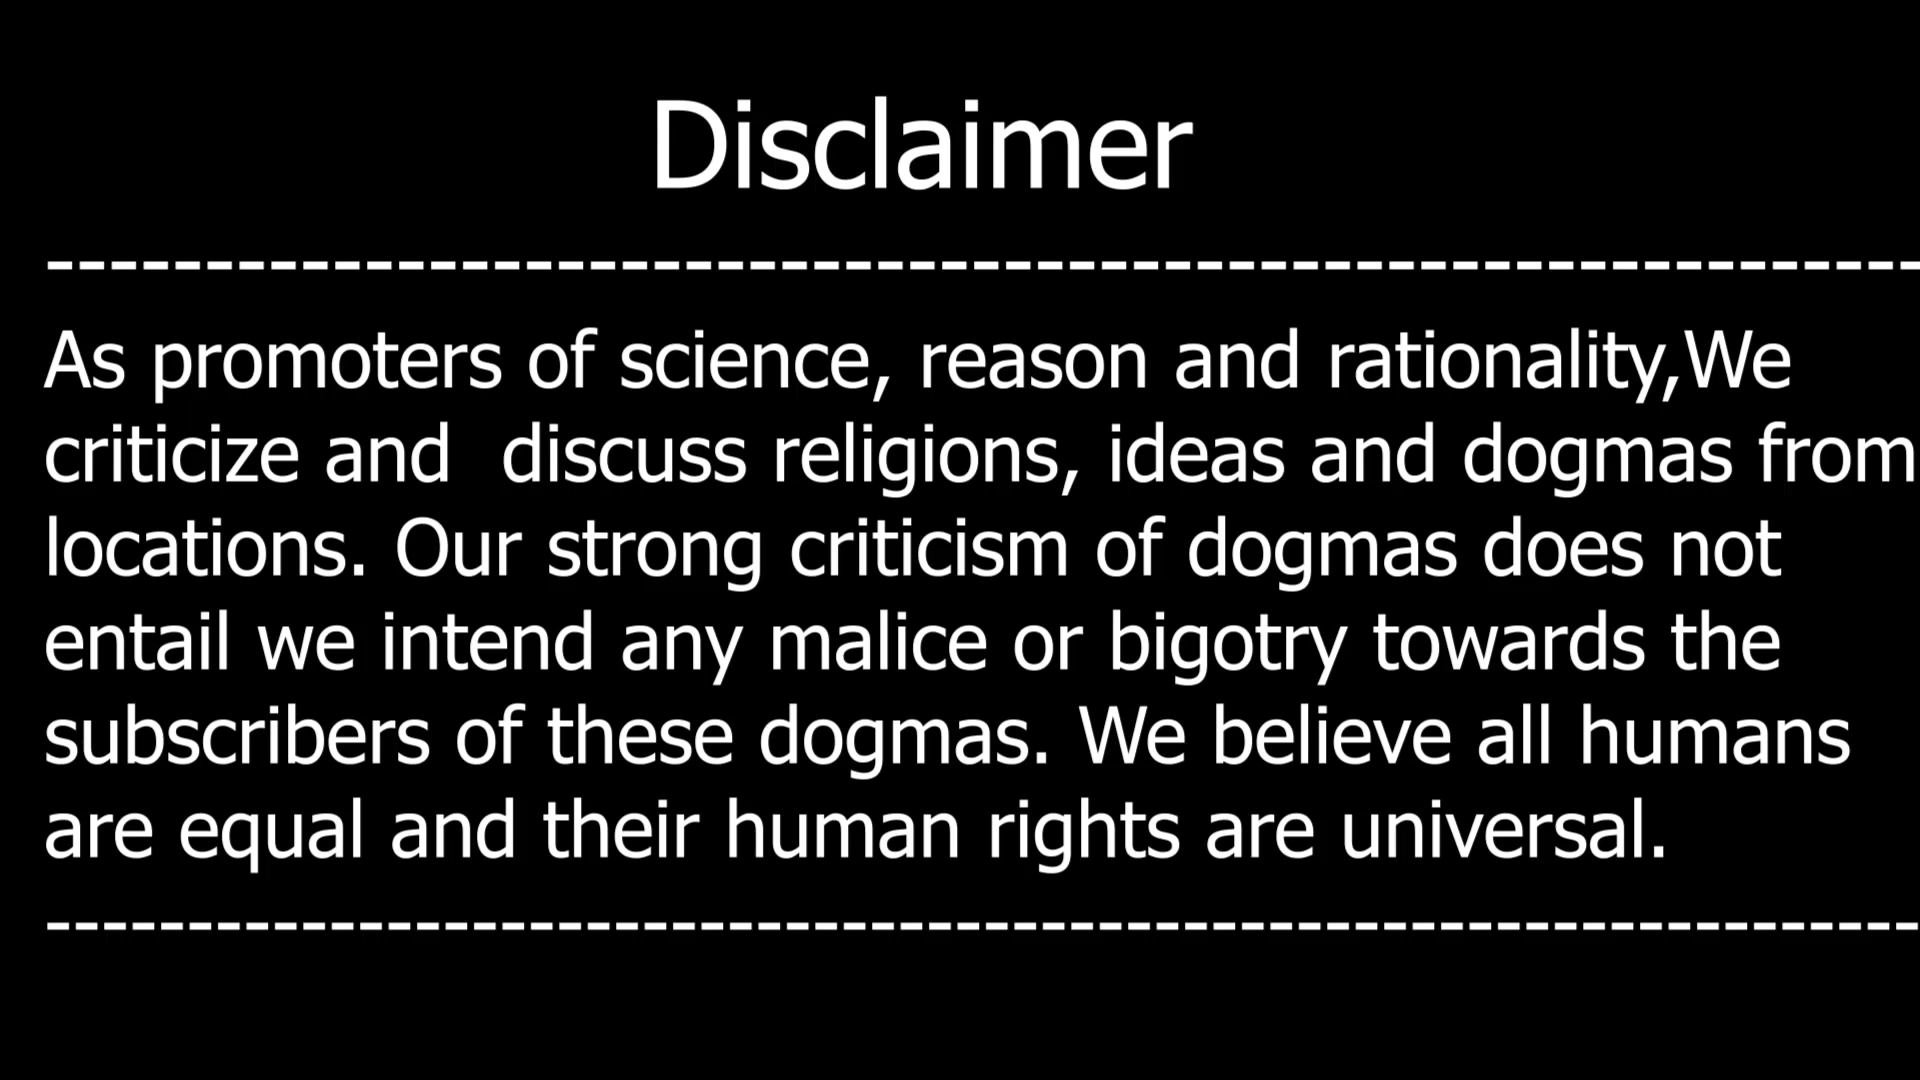 Disclaimer
-----------------------------------------------------------
As promoters of science, reason and rationality,We
criticize and  discuss religions, ideas and dogmas from
locations. Our strong criticism of dogmas does not
entail we intend any malice or bigotry towards the
subscribers of these dogmas. We believe all humans
are equal and their human rights are universal.
------------------------------------------------------------------